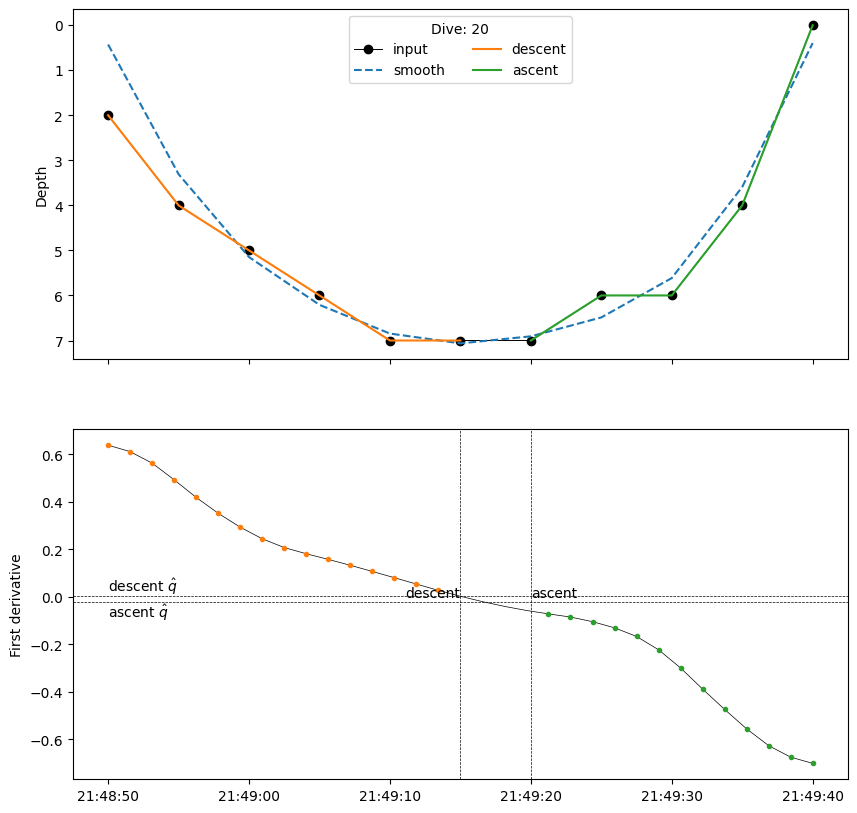 Dive: 20
input
descent
smooth
ascent
0
1
2
3
4
5
6
7
Depth
0.6
0.4
0.2
0.0
−0.2
−0.4
−0.6
First derivative
descent q̂
ascent q̂
descent
ascent
21:48:50
21:49:00
21:49:10
21:49:20
21:49:30
21:49:40